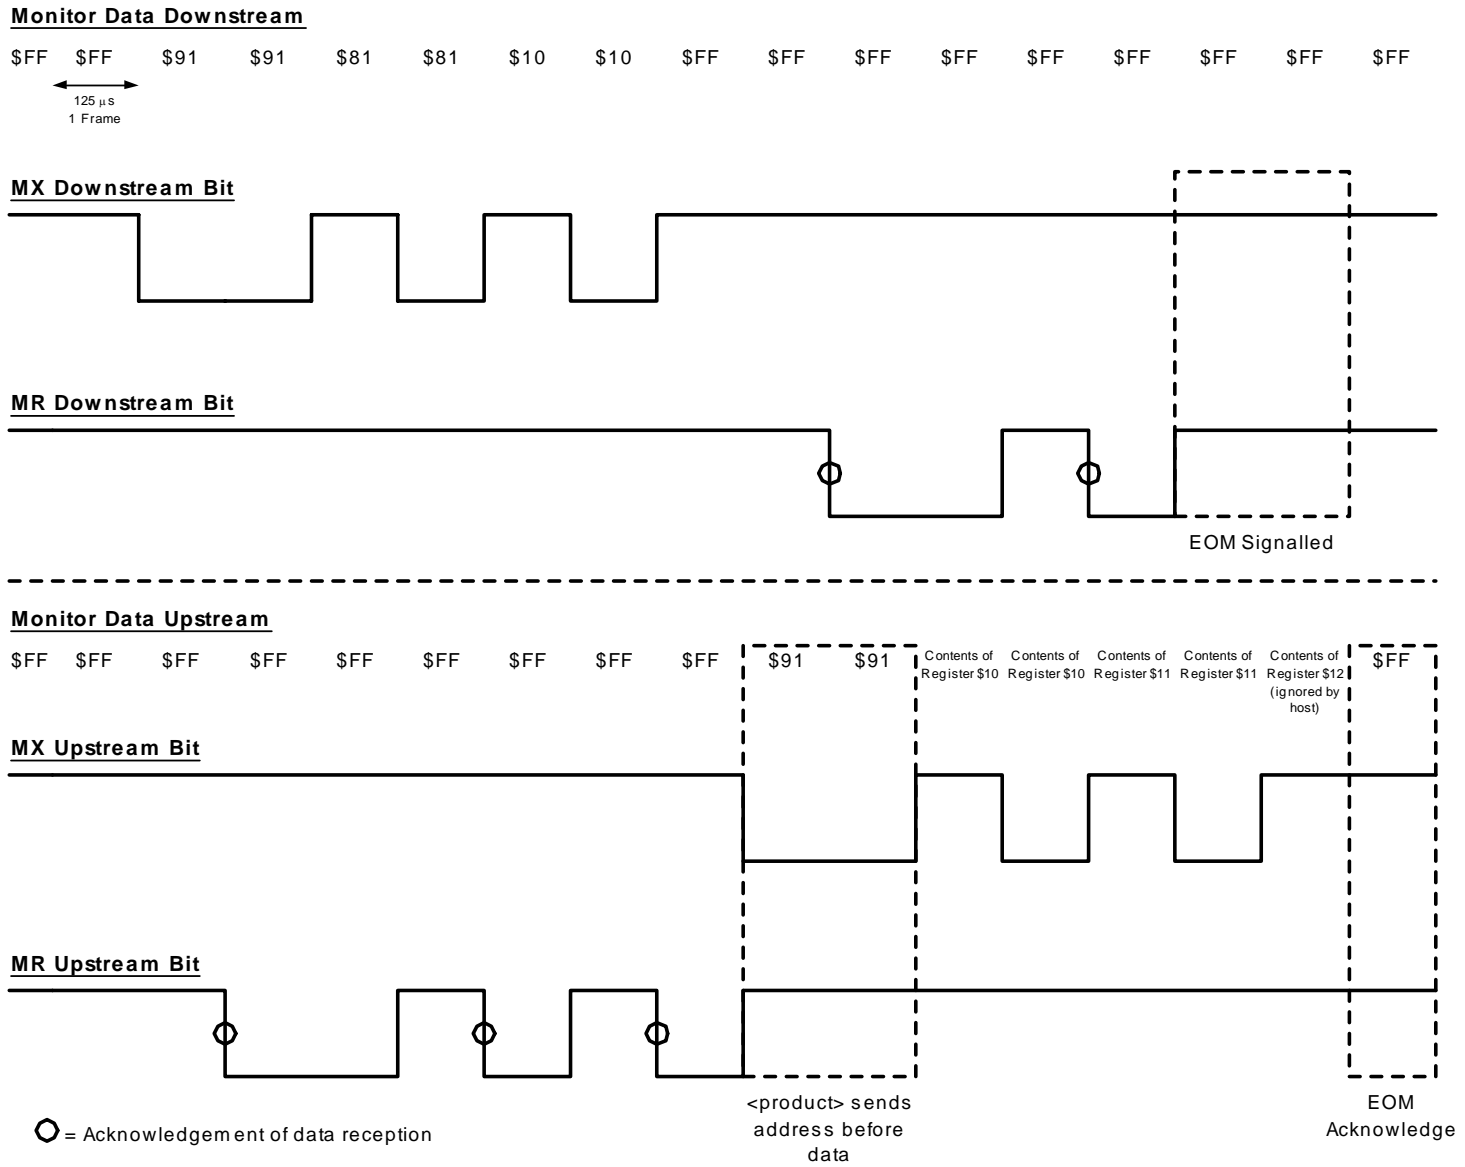 Monitor Data Downstream
$FF $FF $91 $91 $81 $81 $10 $10 $FF $FF $FF $FF $FF $FF $FF $FF $FF
125 μs
1 Frame
MX Downstream Bit
MR Downstream Bit
EOM Signalled
Monitor Data Upstream
$FF $FF $FF $FF $FF $FF $FF $FF $FF $91 $91
Contents of
Register $10
Contents of
Register $10
Contents of
Register $11
Contents of
Register $11
Contents of
Register $12
(ignored by
host)
$FF
MX Upstream Bit
MR Upstream Bit
= Acknowledgement of data reception
<product> sends
address before
data
EOM
Acknowledge